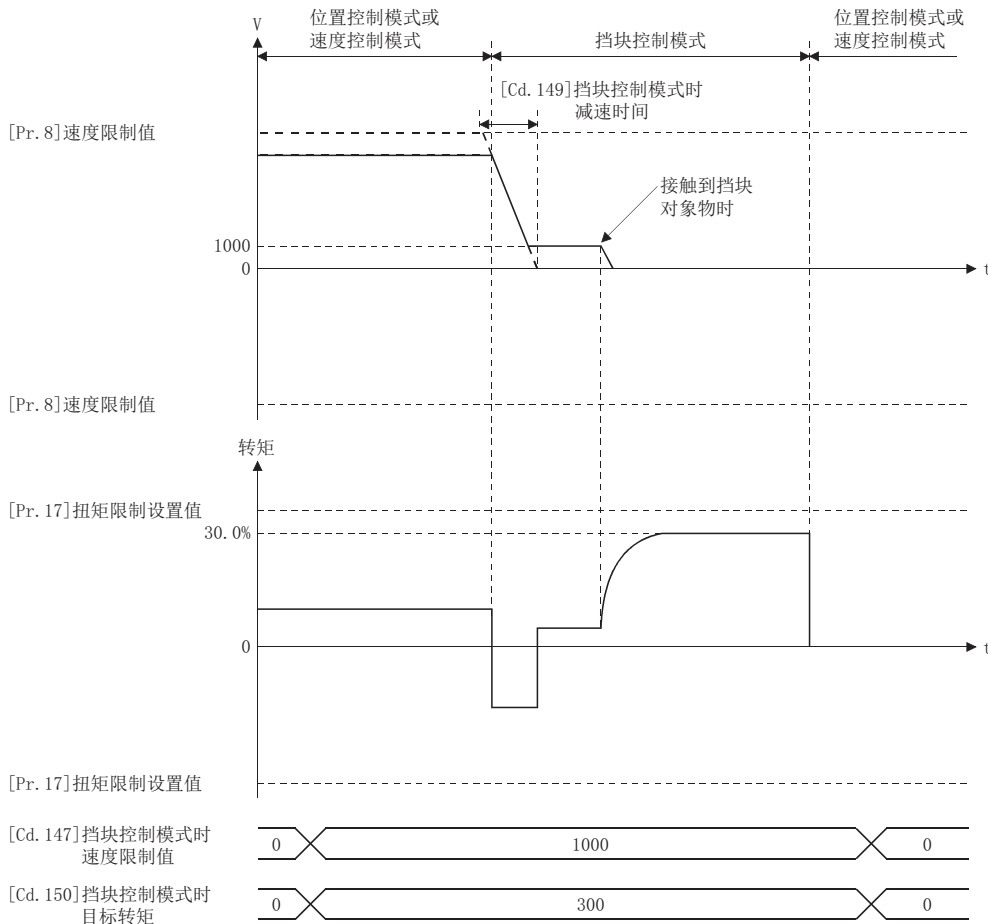 V
位置控制模式或
速度控制模式
挡块控制模式
位置控制模式或
速度控制模式
[Cd.149]挡块控制模式时
减速时间
[Pr.8]速度限制值
接触到挡块
对象物时
1000
0
t
[Pr.8]速度限制值
转矩
[Pr.17]扭矩限制设置值
30.0%
0
t
[Pr.17]扭矩限制设置值
[Cd.147]挡块控制模式时
速度限制值
0
1000
0
[Cd.150]挡块控制模式时
目标转矩
0
300
0